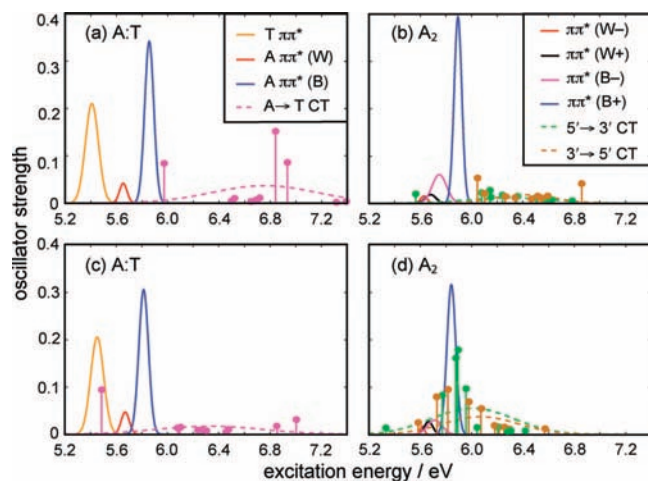 (a) A:T
T ππ*
A ππ* (W)
A ππ* (B)
A→ T CT
0.4
0.3
0.2
0.1
0
5.2 5.6 6.0 6.4 6.8 7.2
(b) A2
ππ* (W–)
ππ* (W+)
ππ* (B–)
ππ* (B+)
5′→ 3′ CT
3′→ 5′ CT
5.2 5.6 6.0 6.4 6.8 7.2
oscillator strength
(c) A:T
0.4
0.3
0.2
0.1
0
5.2 5.6 6.0 6.4 6.8 7.2
(d) A2
5.2 5.6 6.0 6.4 6.8 7.2
excitation energy / eV